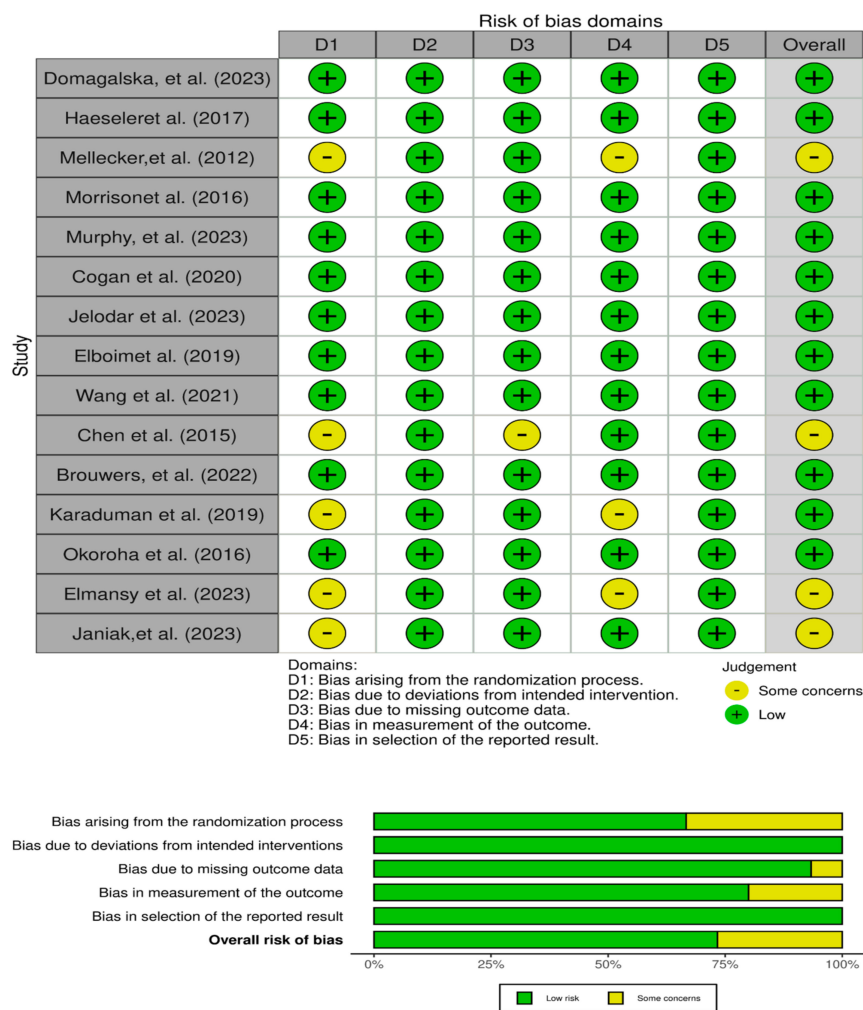 Risk of bias domains
D1 D2 D3 D4 D5 Overall
Study
Domagalska, et al. (2023) + + + + + +
Haeseleret al. (2017) + + + + + +
Mellecker,et al. (2012) - + + - + -
Morrisonet al. (2016) + + + + + +
Murphy, et al. (2023) + + + + + +
Cogan et al. (2020) + + + + + +
Jelodar et al. (2023) + + + + + +
Elboimet al. (2019) + + + + + +
Wang et al. (2021) + + + + + +
Chen et al. (2015) - + - + + -
Brouwers, et al. (2022) + + + + + +
Karaduman et al. (2019) - + + - + +
Okoroha et al. (2016) + + + + + +
Elmansy et al. (2023) - + + - + -
Janiak,et al. (2023) - + + + + -
Domains:
D1: Bias arising from the randomization process.
D2: Bias due to deviations from intended intervention.
D3: Bias due to missing outcome data.
D4: Bias in measurement of the outcome.
D5: Bias in selection of the reported result.
Judgement
- Some concerns
+ Low
Bias arising from the randomization process
Bias due to deviations from intended interventions
Bias due to missing outcome data
Bias in measurement of the outcome
Bias in selection of the reported result
Overall risk of bias
0% 25% 50% 75% 100%
Low risk Some concerns